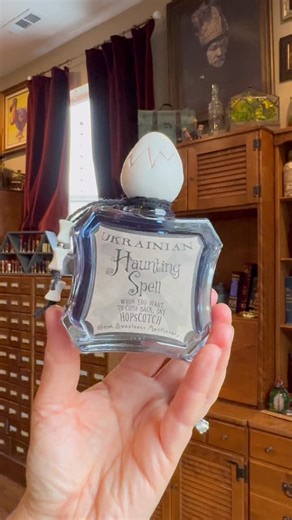 UKRAINIAN
Haunting
Spell
WHEN YOU WANT
TO COME BACK, SAY
HOPSCOTCH